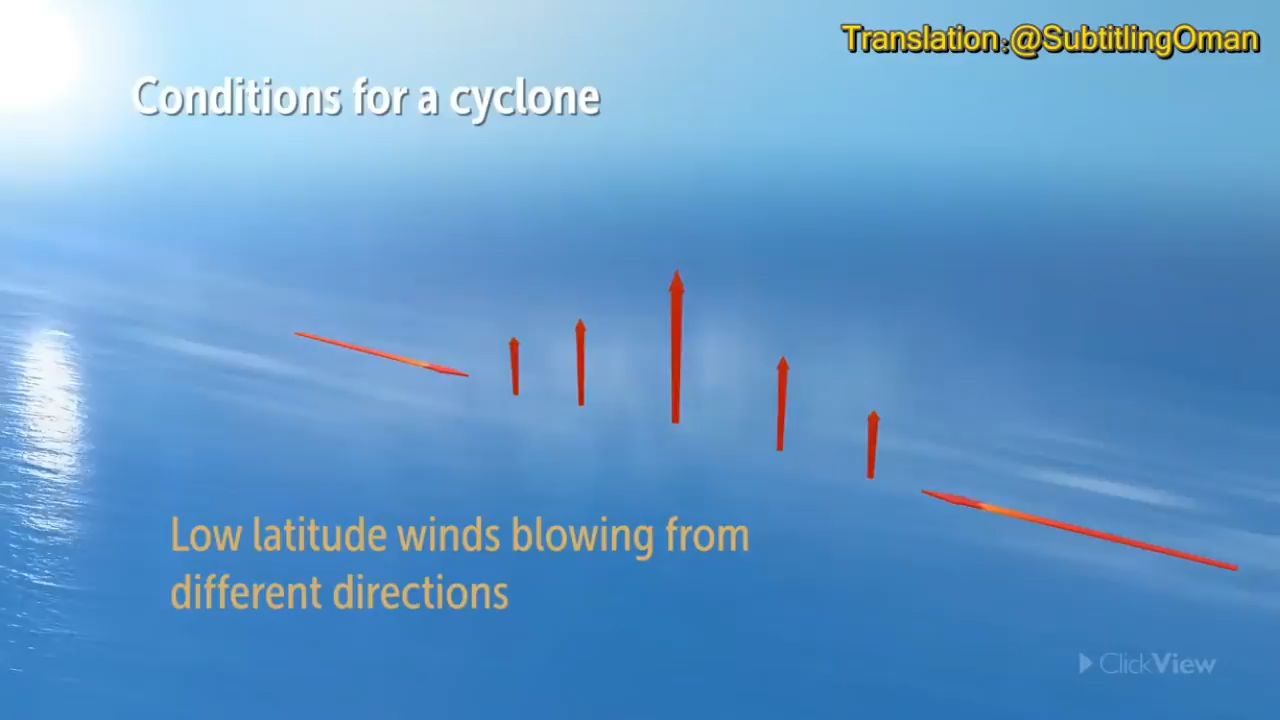 Translation:@SubtitlingOman
Conditions for a cyclone
Low latitude winds blowing from
different directions
ClickView